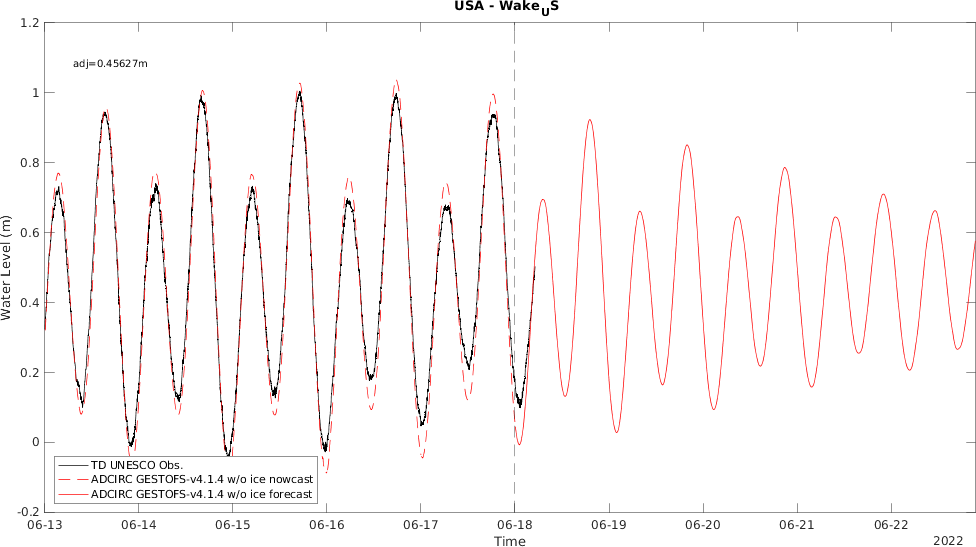 USA - Wake_US
1.2
adj=0.45627m
1
0.8
0.6
Water Level (m)
0.4
0.2
0
TD UNESCO Obs.
ADCIRC GESTOFS-v4.1.4 w/o ice nowcast
ADCIRC GESTOFS-v4.1.4 w/o ice forecast
-0.2
06-13 06-14 06-15 06-16 06-17 06-18 06-19 06-20 06-21 06-22
Time
2022